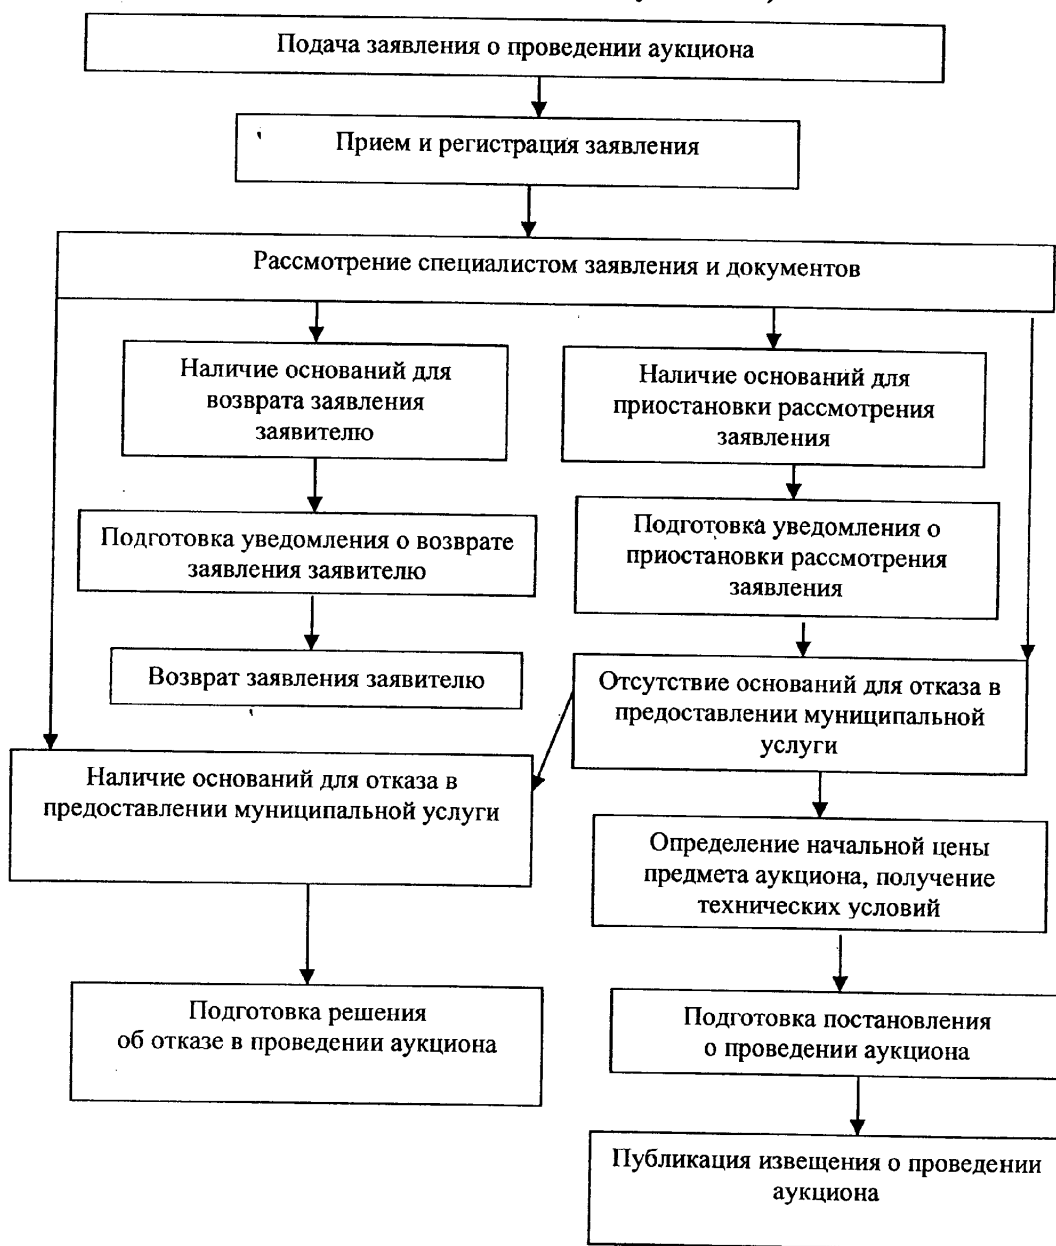 Подача заявления о проведении аукциона
Прием и регистрация заявления
Рассмотрение специалистом заявления и документов
Наличие оснований для
возврата заявления
заявителю
Наличие оснований для
приостановки рассмотрения
заявления
Подготовка уведомления о возврате
заявления заявителю
Подготовка уведомления о
приостановки рассмотрения
заявления
Возврат заявления заявителю
Отсутствие оснований для отказа в
предоставлении муниципальной
услуги
Наличие оснований для отказа в
предоставлении муниципальной услуги
Определение начальной цены
предмета аукциона, получение
технических условий
Подготовка решения
об отказе в проведении аукциона
Подготовка постановления
о проведении аукциона
Публикация извещения о проведении
аукциона